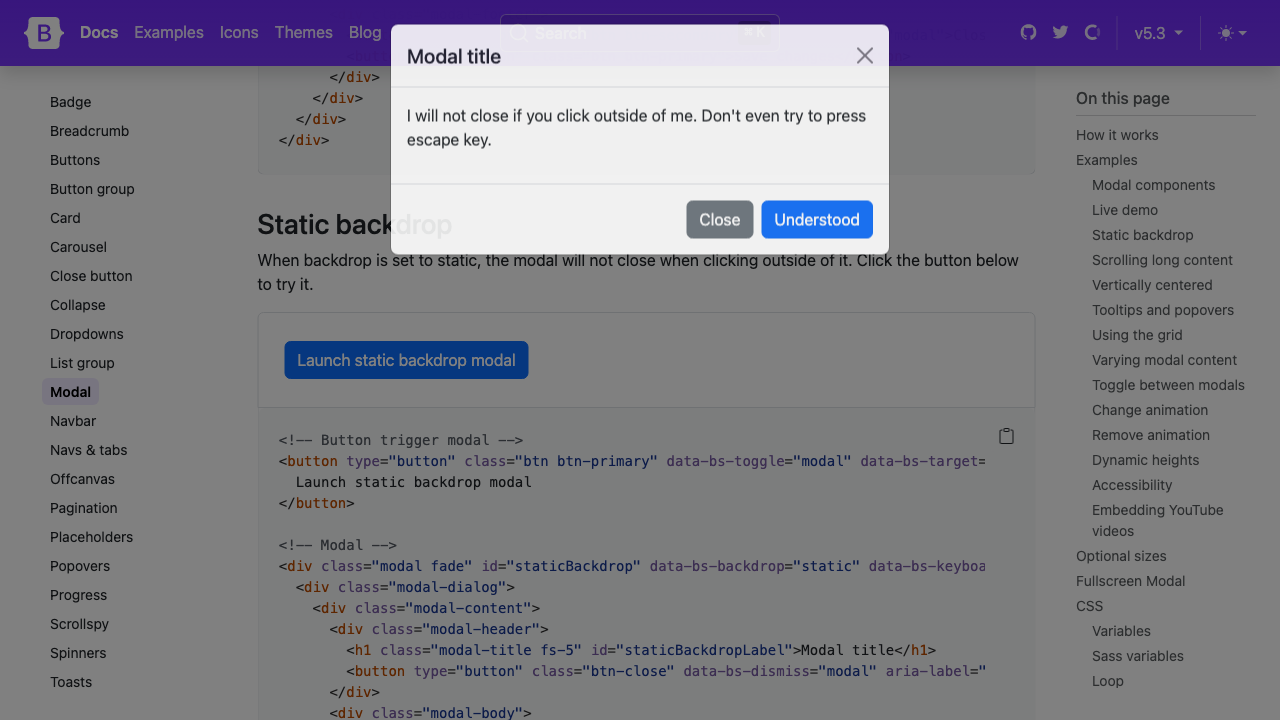 B Docs Examples Icons Themes Blog Search ⌘K v5.3
Modal title
I will not close if you click outside of me. Don't even try to press
escape key.
Close Understood
Badge
Breadcrumb
Buttons
Button group
Card
Carousel
Close button
Collapse
Dropdowns
List group
Modal
Navbar
Navs & tabs
Offcanvas
Pagination
Placeholders
Popovers
Progress
Scrollspy
Spinners
Toasts
</div>
</div>
</div>
</div>
Static backdrop
When backdrop is set to static, the modal will not close when clicking outside of it. Click the button below
to try it.
Launch static backdrop modal
<!-- Button trigger modal -->
<button type="button" class="btn btn-primary" data-bs-toggle="modal" data-bs-target=
Launch static backdrop modal
</button>
<!-- Modal -->
<div class="modal fade" id="staticBackdrop" data-bs-backdrop="static" data-bs-keyboa
<div class="modal-dialog">
<div class="modal-content">
<div class="modal-header">
<h1 class="modal-title fs-5" id="staticBackdropLabel">Modal title</h1>
<button type="button" class="btn-close" data-bs-dismiss="modal" aria-label="
</div>
<div class="modal-body">
On this page
How it works
Examples
Modal components
Live demo
Static backdrop
Scrolling long content
Vertically centered
Tooltips and popovers
Using the grid
Varying modal content
Toggle between modals
Change animation
Remove animation
Dynamic heights
Accessibility
Embedding YouTube
videos
Optional sizes
Fullscreen Modal
CSS
Variables
Sass variables
Loop